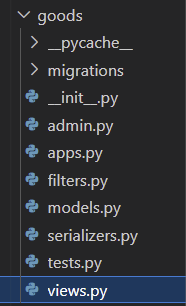 goods
__pycache__
migrations
__init__.py
admin.py
apps.py
filters.py
models.py
serializers.py
tests.py
views.py